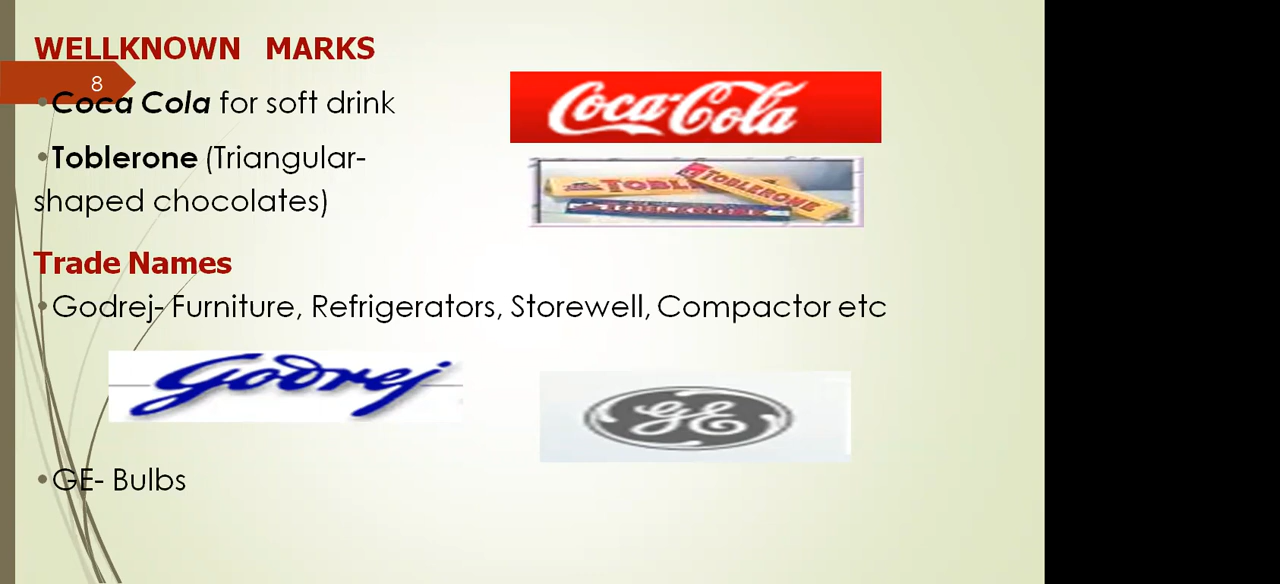 WELLKNOWN MARKS
8
•Coca Cola for soft drink
Coca-Cola
•Toblerone (Triangular-
shaped chocolates)
TOBLERONE
Trade Names
•Godrej- Furniture, Refrigerators, Storewell, Compactor etc
Godrej
GE
•GE- Bulbs